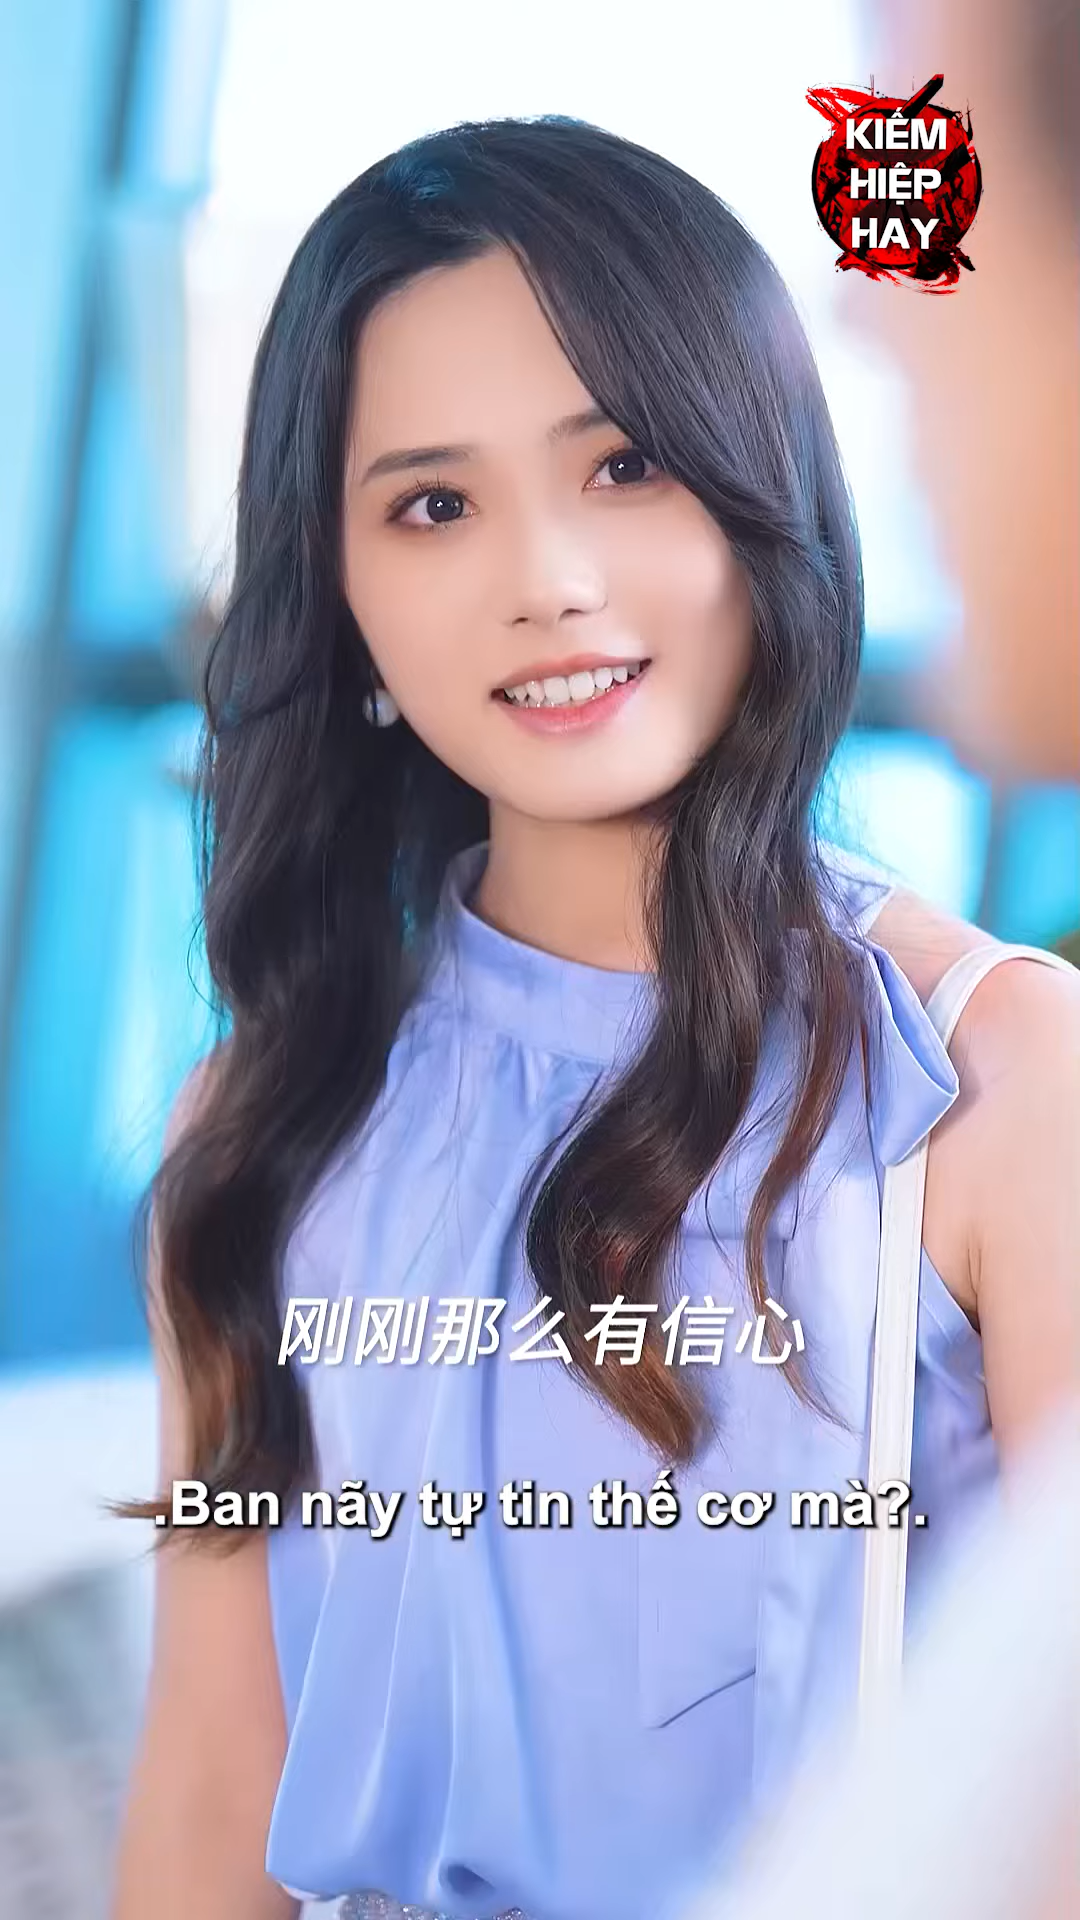 KIẾM
HIỆP
HAY
刚刚那么有信心
.Ban nãy tự tin thế cơ mà?.